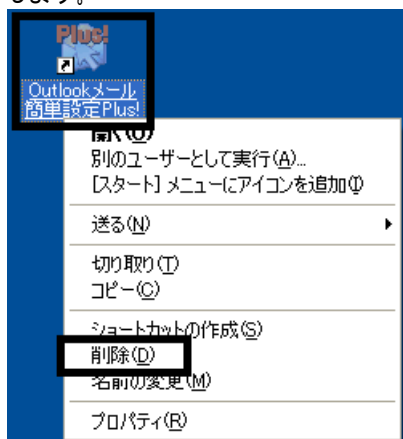 します。
Plus!
Outlookメール
簡単設定Plus!
開く(O)
別のユーザーとして実行(A)...
[スタート] メニューにアイコンを追加(I)
送る(N)
切り取り(T)
コピー(C)
ショートカットの作成(S)
削除(D)
名前の変更(M)
プロパティ(R)